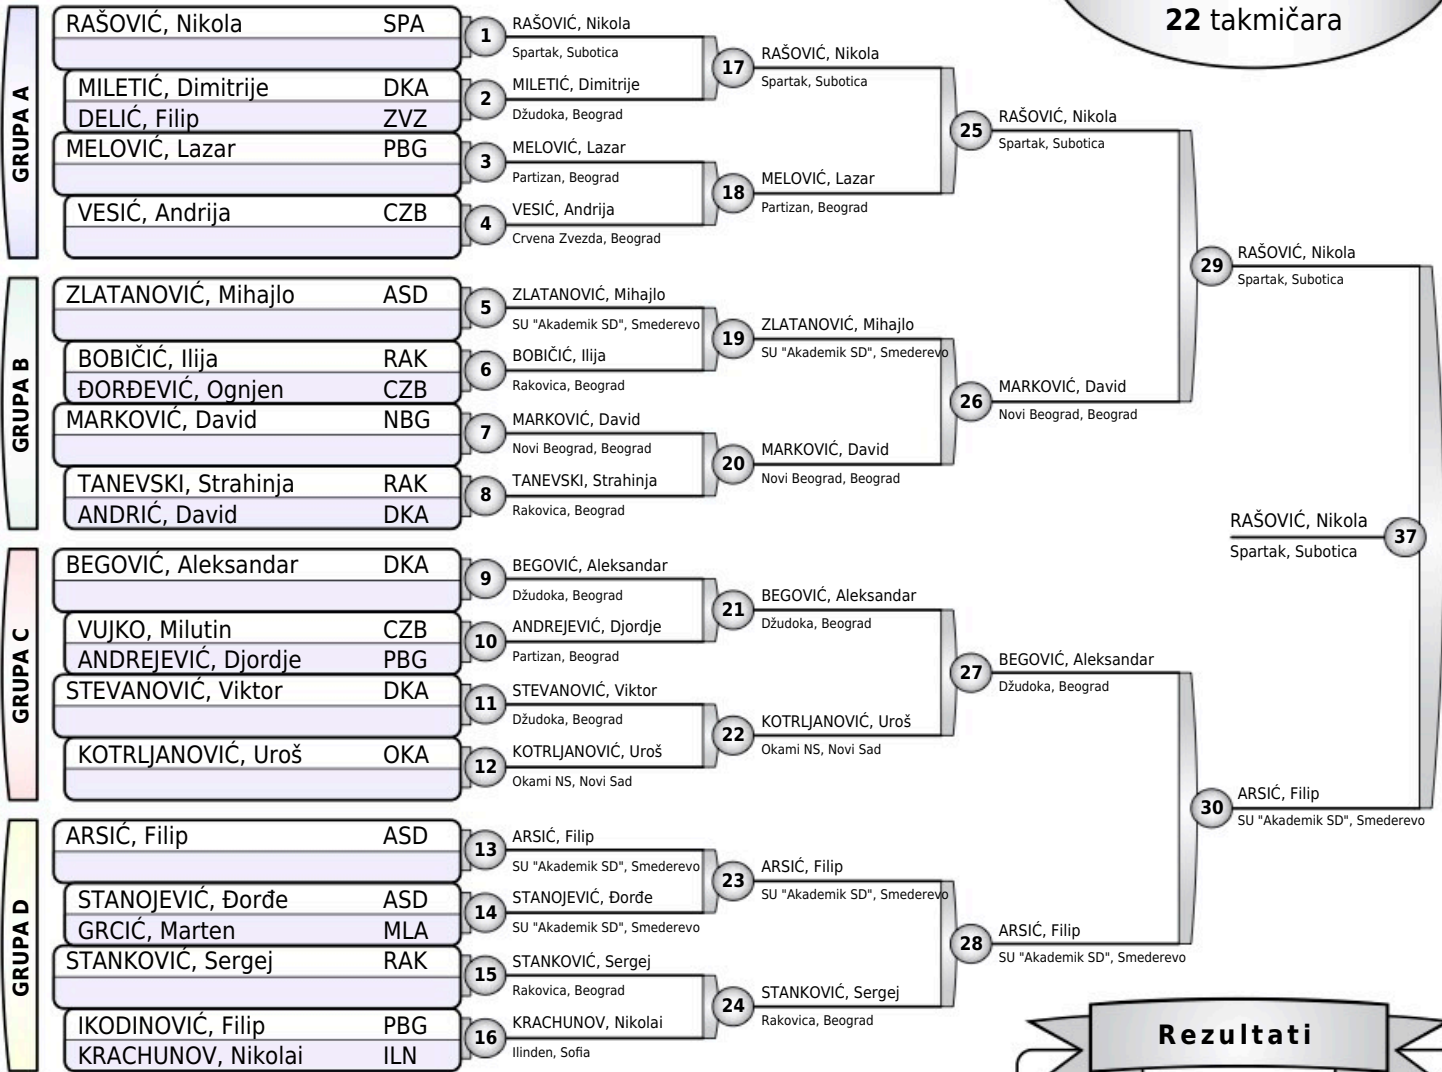 22 takmičara
GRUPA A
RAŠOVIĆ, Nikola SPA
MILETIĆ, Dimitrije DKA
DELIĆ, Filip ZVZ
MELOVIĆ, Lazar PBG
VESIĆ, Andrija CZB
GRUPA B
ZLATANOVIĆ, Mihajlo ASD
BOBIČIĆ, Ilija RAK
ĐORĐEVIĆ, Ognjen CZB
MARKOVIĆ, David NBG
TANEVSKI, Strahinja RAK
ANDRIĆ, David DKA
GRUPA C
BEGOVIĆ, Aleksandar DKA
VUJKO, Milutin CZB
ANDREJEVIĆ, Djordje PBG
STEVANOVIĆ, Viktor DKA
KOTRLJANOVIĆ, Uroš OKA
GRUPA D
ARSIĆ, Filip ASD
STANOJEVIĆ, Đorđe ASD
GRCIĆ, Marten MLA
STANKOVIĆ, Sergej RAK
IKODINOVIĆ, Filip PBG
KRACHUNOV, Nikolai ILN
1 RAŠOVIĆ, Nikola
Spartak, Subotica
2 MILETIĆ, Dimitrije
Džudoka, Beograd
3 MELOVIĆ, Lazar
Partizan, Beograd
4 VESIĆ, Andrija
Crvena Zvezda, Beograd
5 ZLATANOVIĆ, Mihajlo
SU "Akademik SD", Smederevo
6 BOBIČIĆ, Ilija
Rakovica, Beograd
7 MARKOVIĆ, David
Novi Beograd, Beograd
8 TANEVSKI, Strahinja
Rakovica, Beograd
9 BEGOVIĆ, Aleksandar
Džudoka, Beograd
10 ANDREJEVIĆ, Djordje
Partizan, Beograd
11 STEVANOVIĆ, Viktor
Džudoka, Beograd
12 KOTRLJANOVIĆ, Uroš
Okami NS, Novi Sad
13 ARSIĆ, Filip
SU "Akademik SD", Smederevo
14 STANOJEVIĆ, Đorđe
SU "Akademik SD", Smederevo
15 STANKOVIĆ, Sergej
Rakovica, Beograd
16 KRACHUNOV, Nikolai
Ilinden, Sofia
17 RAŠOVIĆ, Nikola
Spartak, Subotica
18 MELOVIĆ, Lazar
Partizan, Beograd
19 ZLATANOVIĆ, Mihajlo
SU "Akademik SD", Smederevo
20 MARKOVIĆ, David
Novi Beograd, Beograd
21 BEGOVIĆ, Aleksandar
Džudoka, Beograd
22 KOTRLJANOVIĆ, Uroš
Okami NS, Novi Sad
23 ARSIĆ, Filip
SU "Akademik SD", Smederevo
24 STANKOVIĆ, Sergej
Rakovica, Beograd
25 RAŠOVIĆ, Nikola
Spartak, Subotica
26 MARKOVIĆ, David
Novi Beograd, Beograd
27 BEGOVIĆ, Aleksandar
Džudoka, Beograd
28 ARSIĆ, Filip
SU "Akademik SD", Smederevo
29 RAŠOVIĆ, Nikola
Spartak, Subotica
30 ARSIĆ, Filip
SU "Akademik SD", Smederevo
RAŠOVIĆ, Nikola 37
Spartak, Subotica
Rezultati